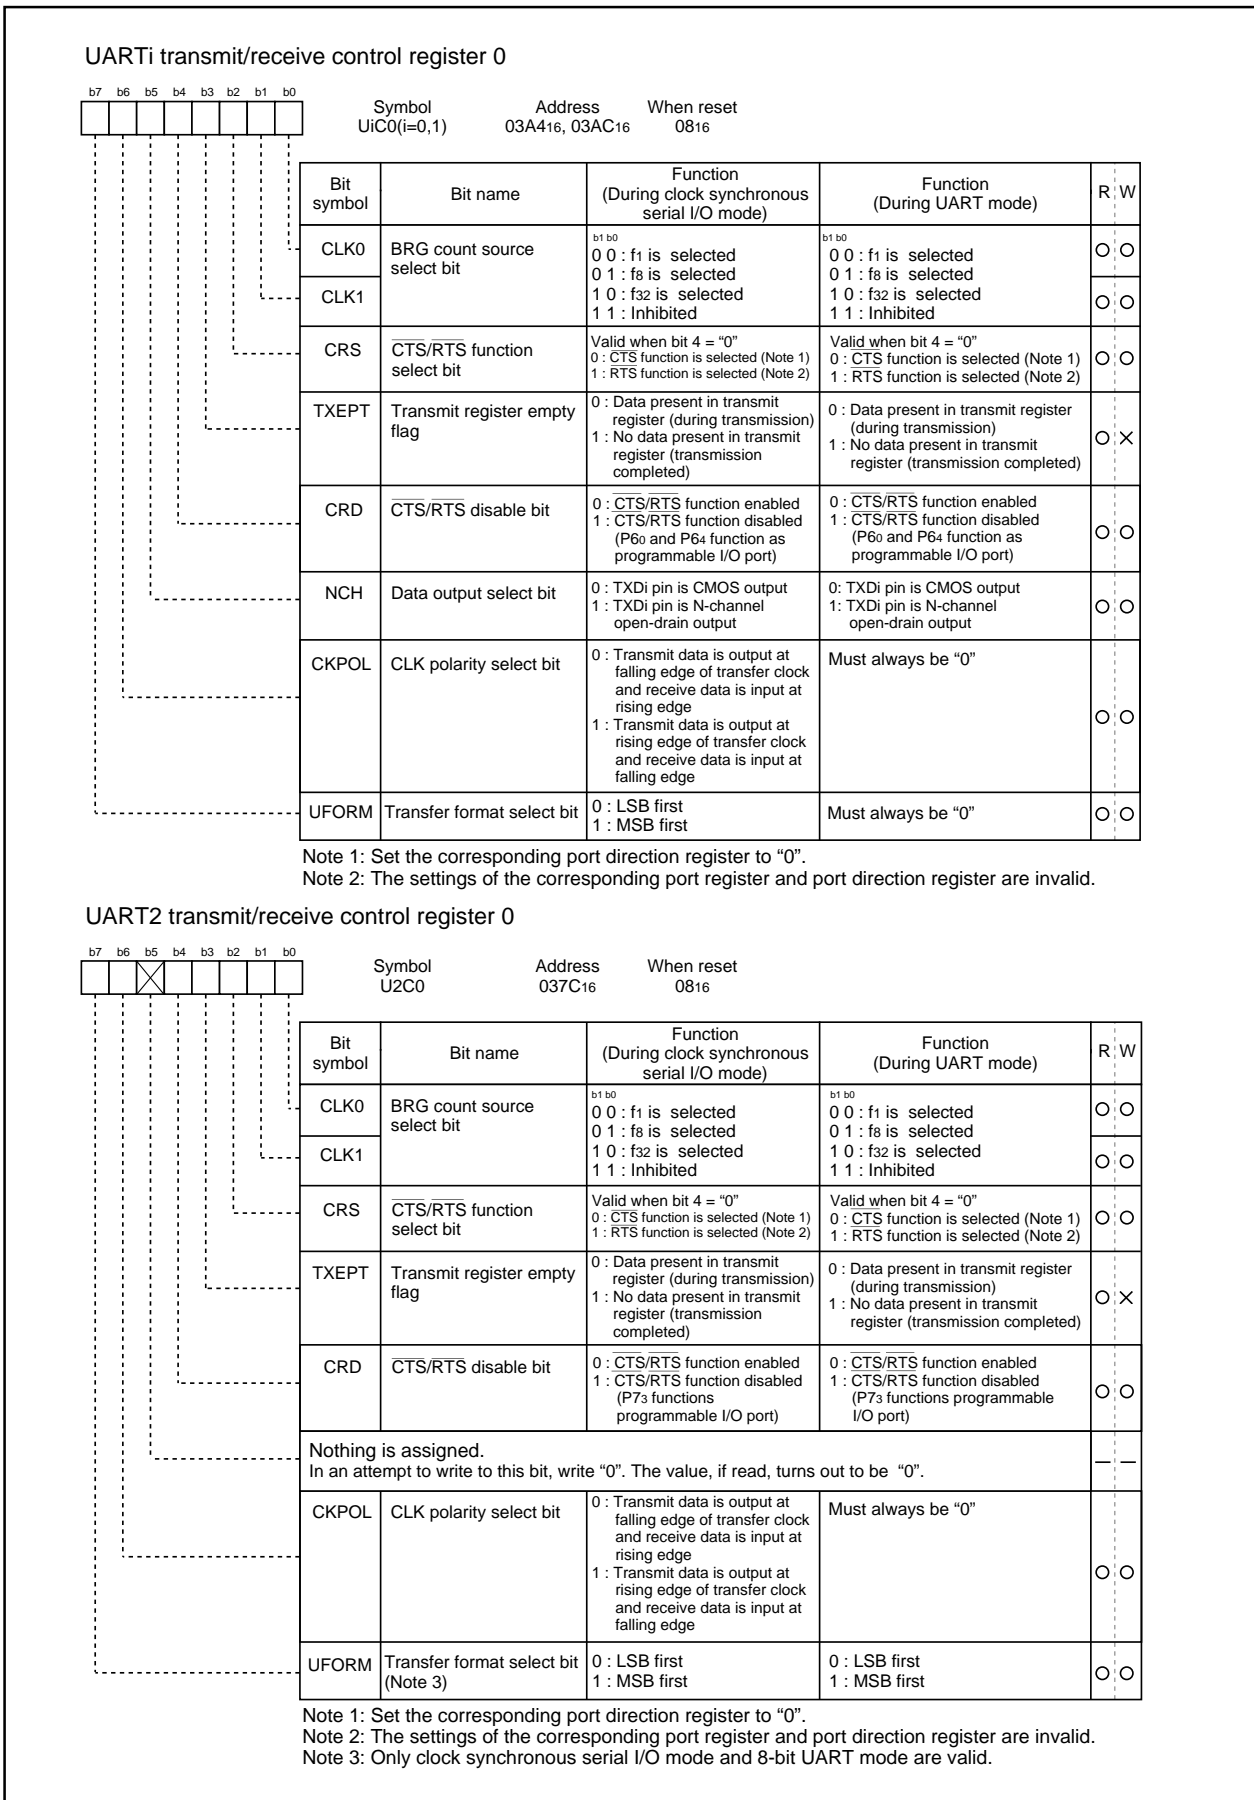 UARTi transmit/receive control register 0
b7 b6 b5 b4 b3 b2 b1 b0
Symbol Address When reset
UiC0(i=0,1) 03A416, 03AC16 0816
Bit symbol Bit name Function (During clock synchronous serial I/O mode) Function (During UART mode) R W
CLK0 BRG count source select bit
b1 b0
0 0 : f1 is selected
0 1 : f8 is selected
1 0 : f32 is selected
1 1 : Inhibited
b1 b0
0 0 : f1 is selected
0 1 : f8 is selected
1 0 : f32 is selected
1 1 : Inhibited
CLK1
CRS CTS/RTS function select bit
Valid when bit 4 = “0”
0 : CTS function is selected (Note 1)
1 : RTS function is selected (Note 2)
Valid when bit 4 = “0”
0 : CTS function is selected (Note 1)
1 : RTS function is selected (Note 2)
TXEPT Transmit register empty flag
0 : Data present in transmit
register (during transmission)
1 : No data present in transmit
register (transmission
completed)
0 : Data present in transmit register
(during transmission)
1 : No data present in transmit
register (transmission completed)
CRD CTS/RTS disable bit
0 : CTS/RTS function enabled
1 : CTS/RTS function disabled
(P60 and P64 function as
programmable I/O port)
0 : CTS/RTS function enabled
1 : CTS/RTS function disabled
(P60 and P64 function as
programmable I/O port)
NCH Data output select bit
0 : TXDi pin is CMOS output
1 : TXDi pin is N-channel
open-drain output
0: TXDi pin is CMOS output
1: TXDi pin is N-channel
open-drain output
CKPOL CLK polarity select bit
0 : Transmit data is output at
falling edge of transfer clock
and receive data is input at
rising edge
1 : Transmit data is output at
rising edge of transfer clock
and receive data is input at
falling edge
Must always be “0”
UFORM Transfer format select bit
0 : LSB first
1 : MSB first
Must always be “0”
Note 1: Set the corresponding port direction register to “0”.
Note 2: The settings of the corresponding port register and port direction register are invalid.
UART2 transmit/receive control register 0
b7 b6 b5 b4 b3 b2 b1 b0
Symbol Address When reset
U2C0 037C16 0816
Bit symbol Bit name Function (During clock synchronous serial I/O mode) Function (During UART mode) R W
CLK0 BRG count source select bit
b1 b0
0 0 : f1 is selected
0 1 : f8 is selected
1 0 : f32 is selected
1 1 : Inhibited
b1 b0
0 0 : f1 is selected
0 1 : f8 is selected
1 0 : f32 is selected
1 1 : Inhibited
CLK1
CRS CTS/RTS function select bit
Valid when bit 4 = “0”
0 : CTS function is selected (Note 1)
1 : RTS function is selected (Note 2)
Valid when bit 4 = “0”
0 : CTS function is selected (Note 1)
1 : RTS function is selected (Note 2)
TXEPT Transmit register empty flag
0 : Data present in transmit
register (during transmission)
1 : No data present in transmit
register (transmission
completed)
0 : Data present in transmit register
(during transmission)
1 : No data present in transmit
register (transmission completed)
CRD CTS/RTS disable bit
0 : CTS/RTS function enabled
1 : CTS/RTS function disabled
(P73 functions
programmable I/O port)
0 : CTS/RTS function enabled
1 : CTS/RTS function disabled
(P73 functions programmable
I/O port)
Nothing is assigned.
In an attempt to write to this bit, write “0”. The value, if read, turns out to be “0”.
CKPOL CLK polarity select bit
0 : Transmit data is output at
falling edge of transfer clock
and receive data is input at
rising edge
1 : Transmit data is output at
rising edge of transfer clock
and receive data is input at
falling edge
Must always be “0”
UFORM Transfer format select bit (Note 3)
0 : LSB first
1 : MSB first
0 : LSB first
1 : MSB first
Note 1: Set the corresponding port direction register to “0”.
Note 2: The settings of the corresponding port register and port direction register are invalid.
Note 3: Only clock synchronous serial I/O mode and 8-bit UART mode are valid.